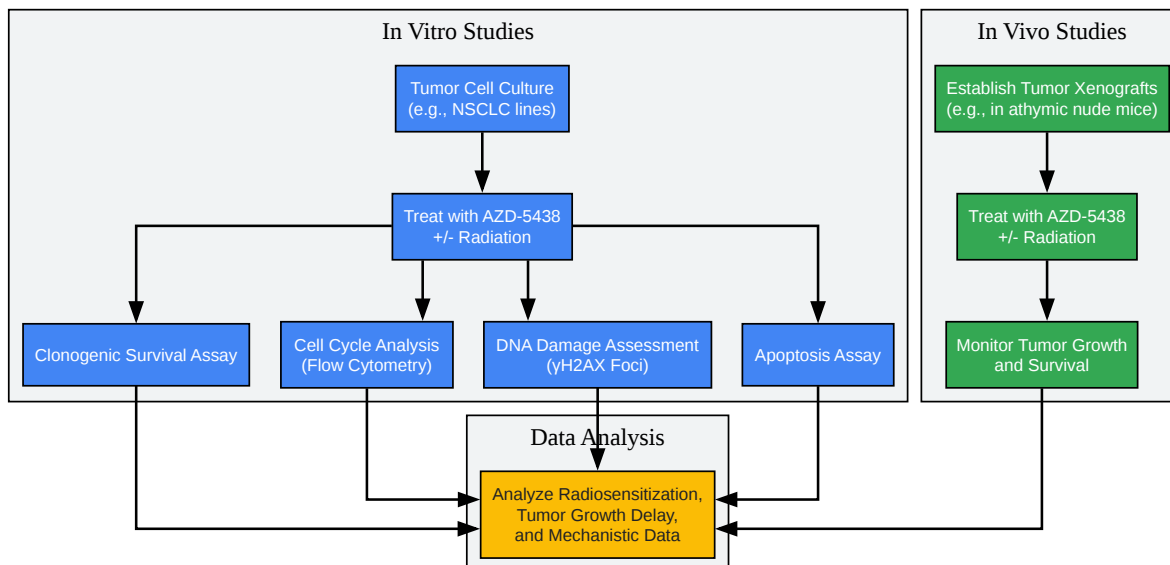 In Vitro Studies
Tumor Cell Culture
(e.g., NSCLC lines)
Treat with AZD-5438
+/- Radiation
Clonogenic Survival Assay
Cell Cycle Analysis
(Flow Cytometry)
DNA Damage Assessment
(γH2AX Foci)
Apoptosis Assay
In Vivo Studies
Establish Tumor Xenografts
(e.g., in athymic nude mice)
Treat with AZD-5438
+/- Radiation
Monitor Tumor Growth
and Survival
Data Analysis
Analyze Radiosensitization,
Tumor Growth Delay,
and Mechanistic Data